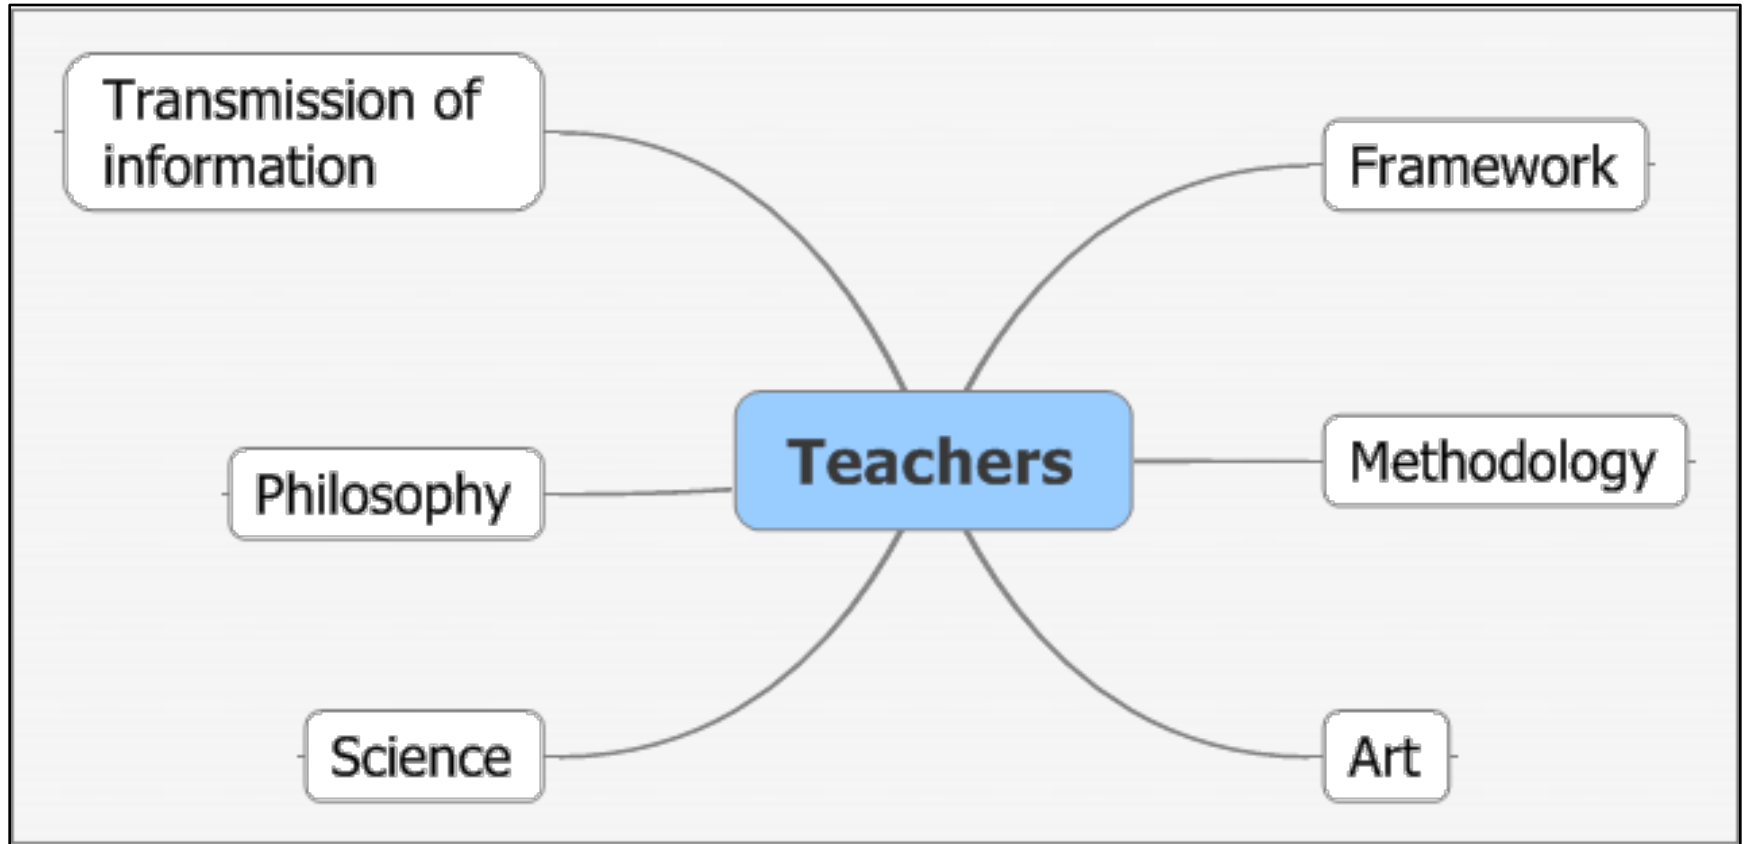 Transmission of
information
Framework
Teachers
Methodology
Philosophy
Science
Art